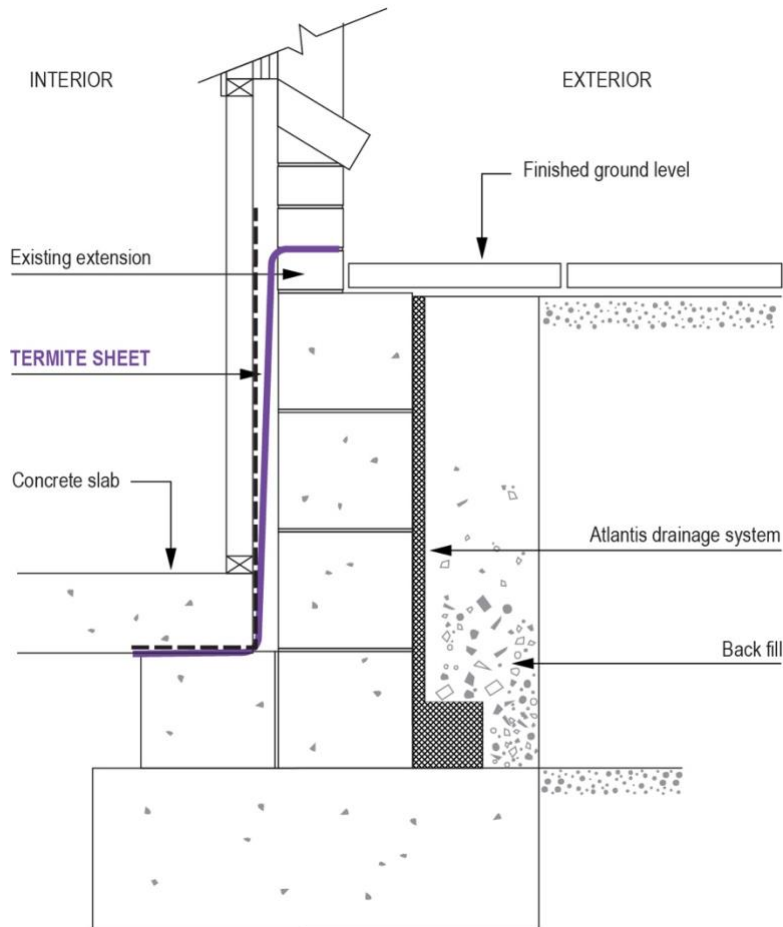 INTERIOR
EXTERIOR
Finished ground level
Existing extension
TERMITE SHEET
Concrete slab
Atlantis drainage system
Back fill